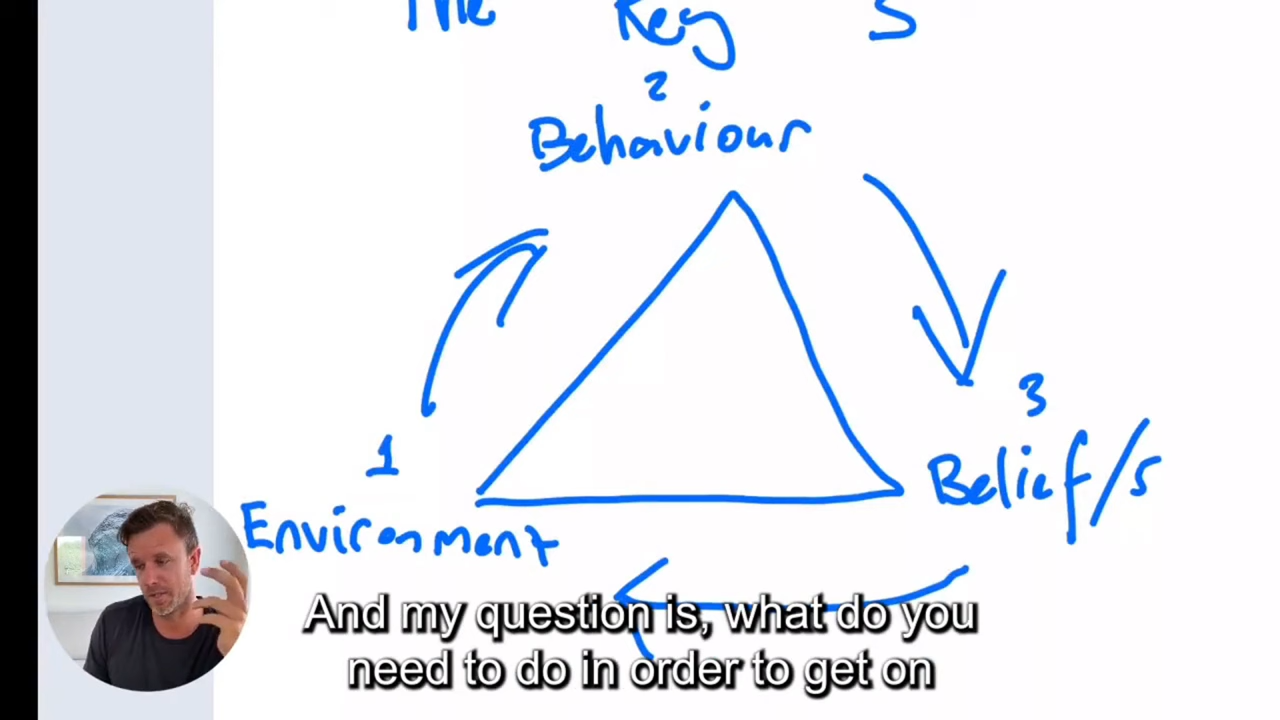 The Key S
2
Behaviour
3
1
Belief/s
Environment
And my question is, what do you
need to do in order to get on